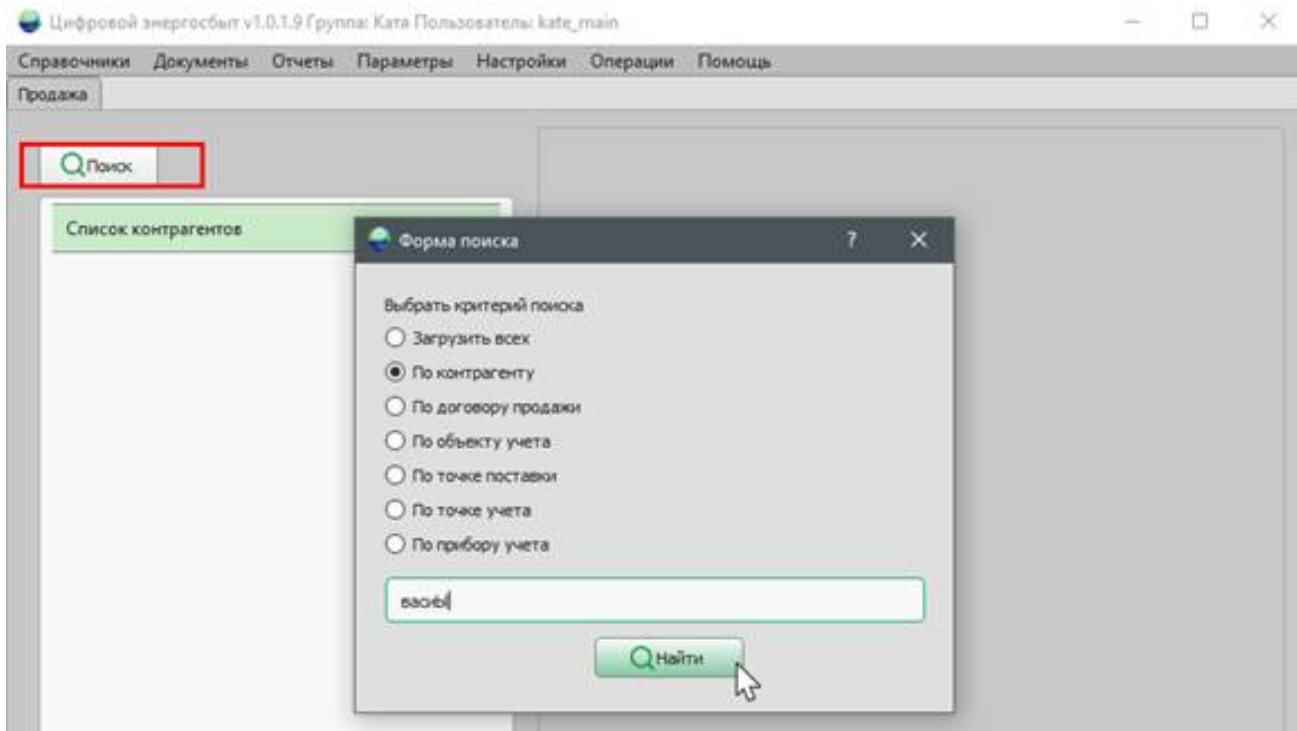 Цифровой энергосбыт v1.0.1.9 Группа: Катя Пользователь: kate_main
Справочники Документы Отчеты Параметры Настройки Операции Помощь
Продажа
Поиск
Список контрагентов
Форма поиска ?
Выбрать критерий поиска
Загрузить всех
По контрагенту
По договору продажи
По объекту учета
По точке поставки
По точке учета
По прибору учета
Найти